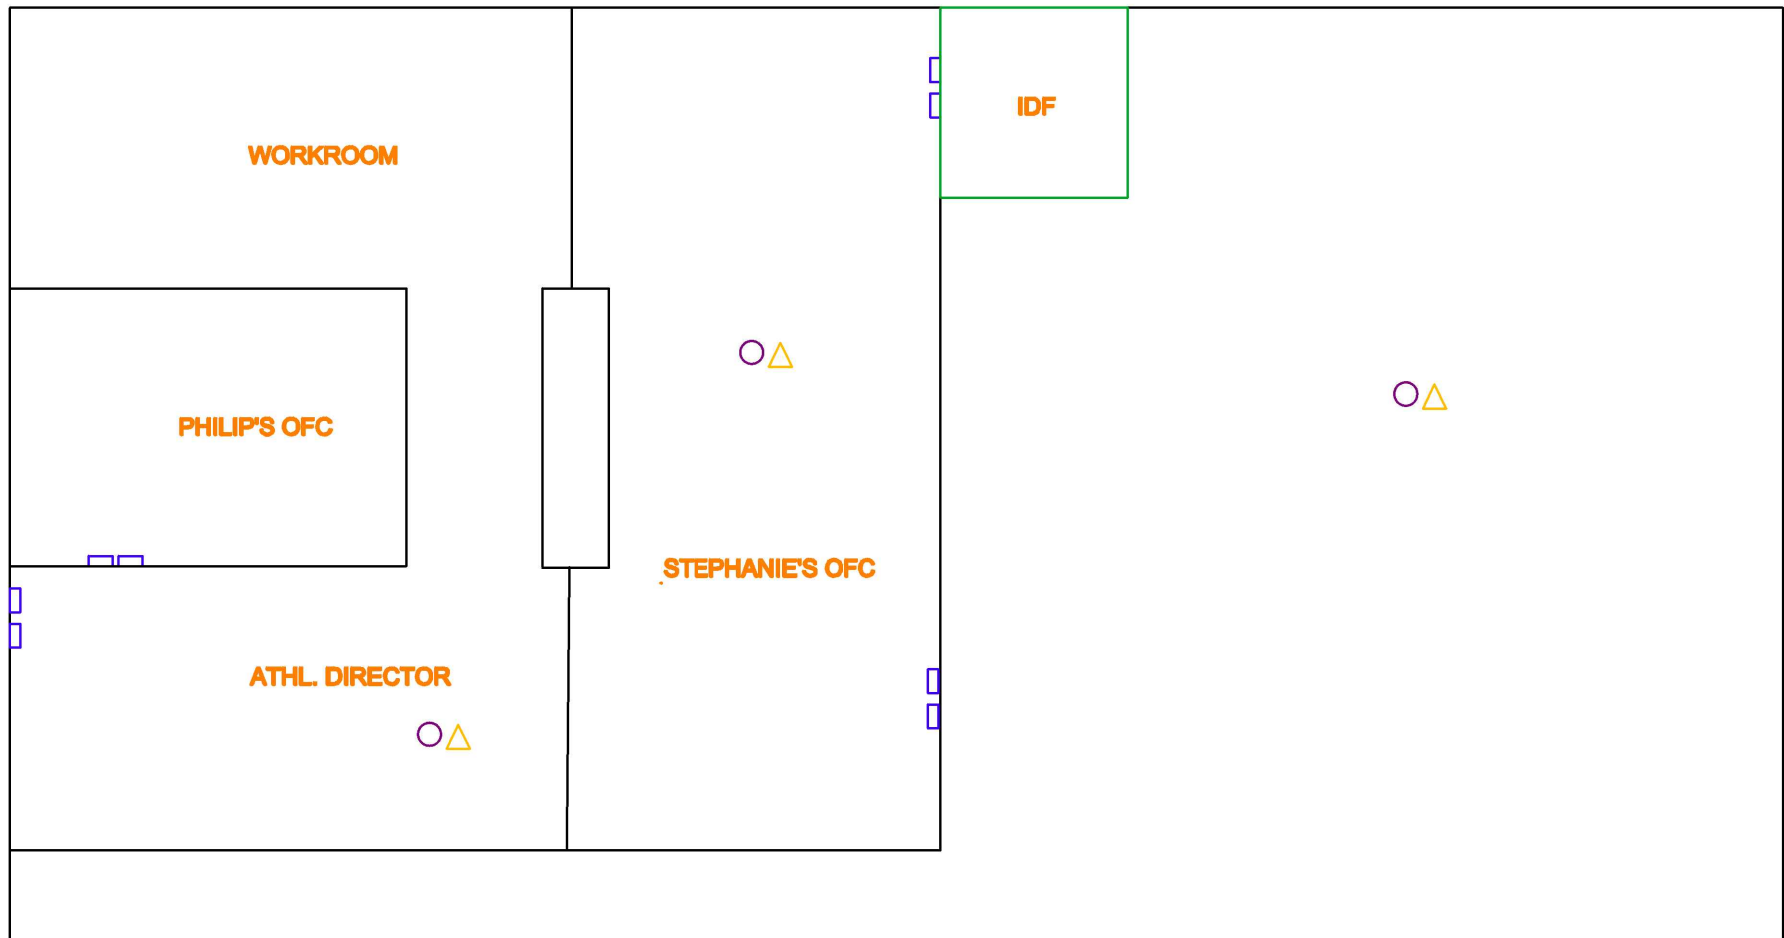 IDF
WORKROOM
PHILIP'S OFC
STEPHANIE'S OFC
ATHL. DIRECTOR